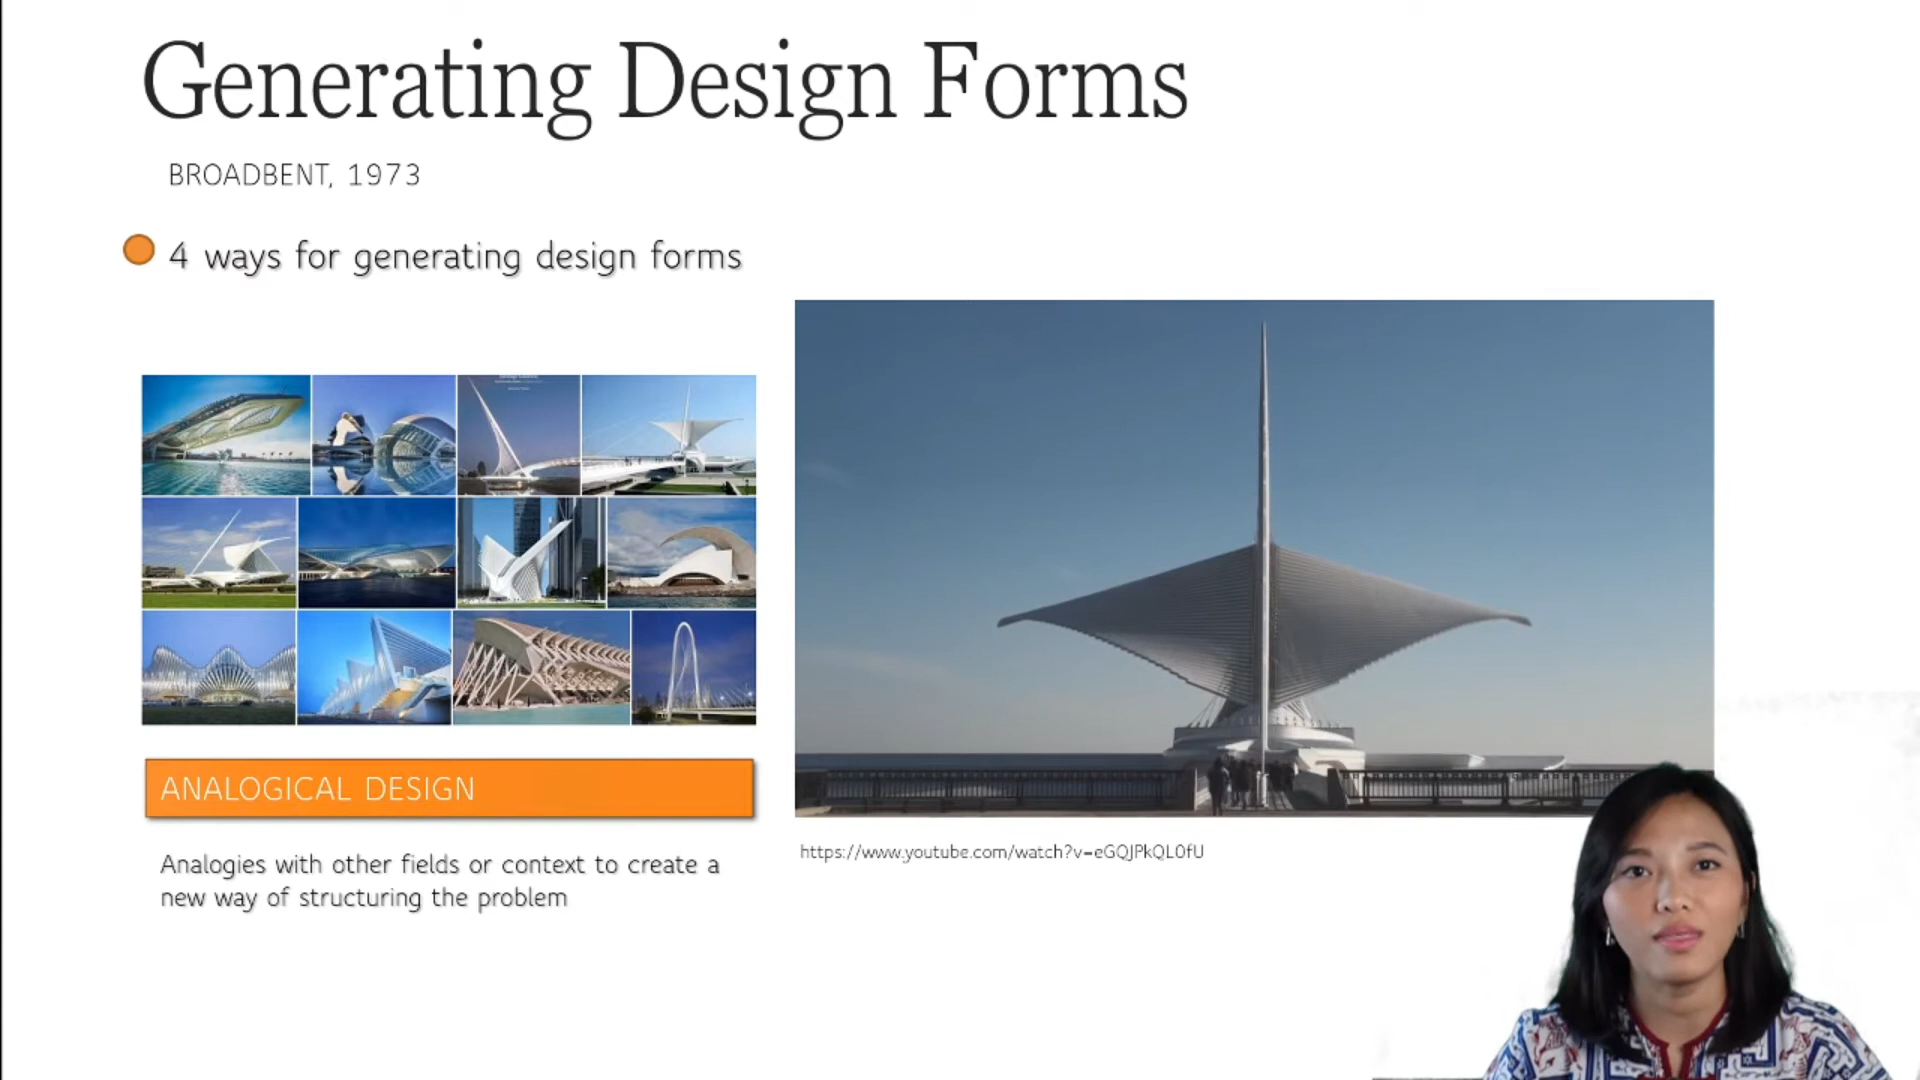 Generating Design Forms
BROADBENT, 1973
4 ways for generating design forms
ANALOGICAL DESIGN
Analogies with other fields or context to create a
new way of structuring the problem
https://www.youtube.com/watch?v=eGQJPkQL0fU